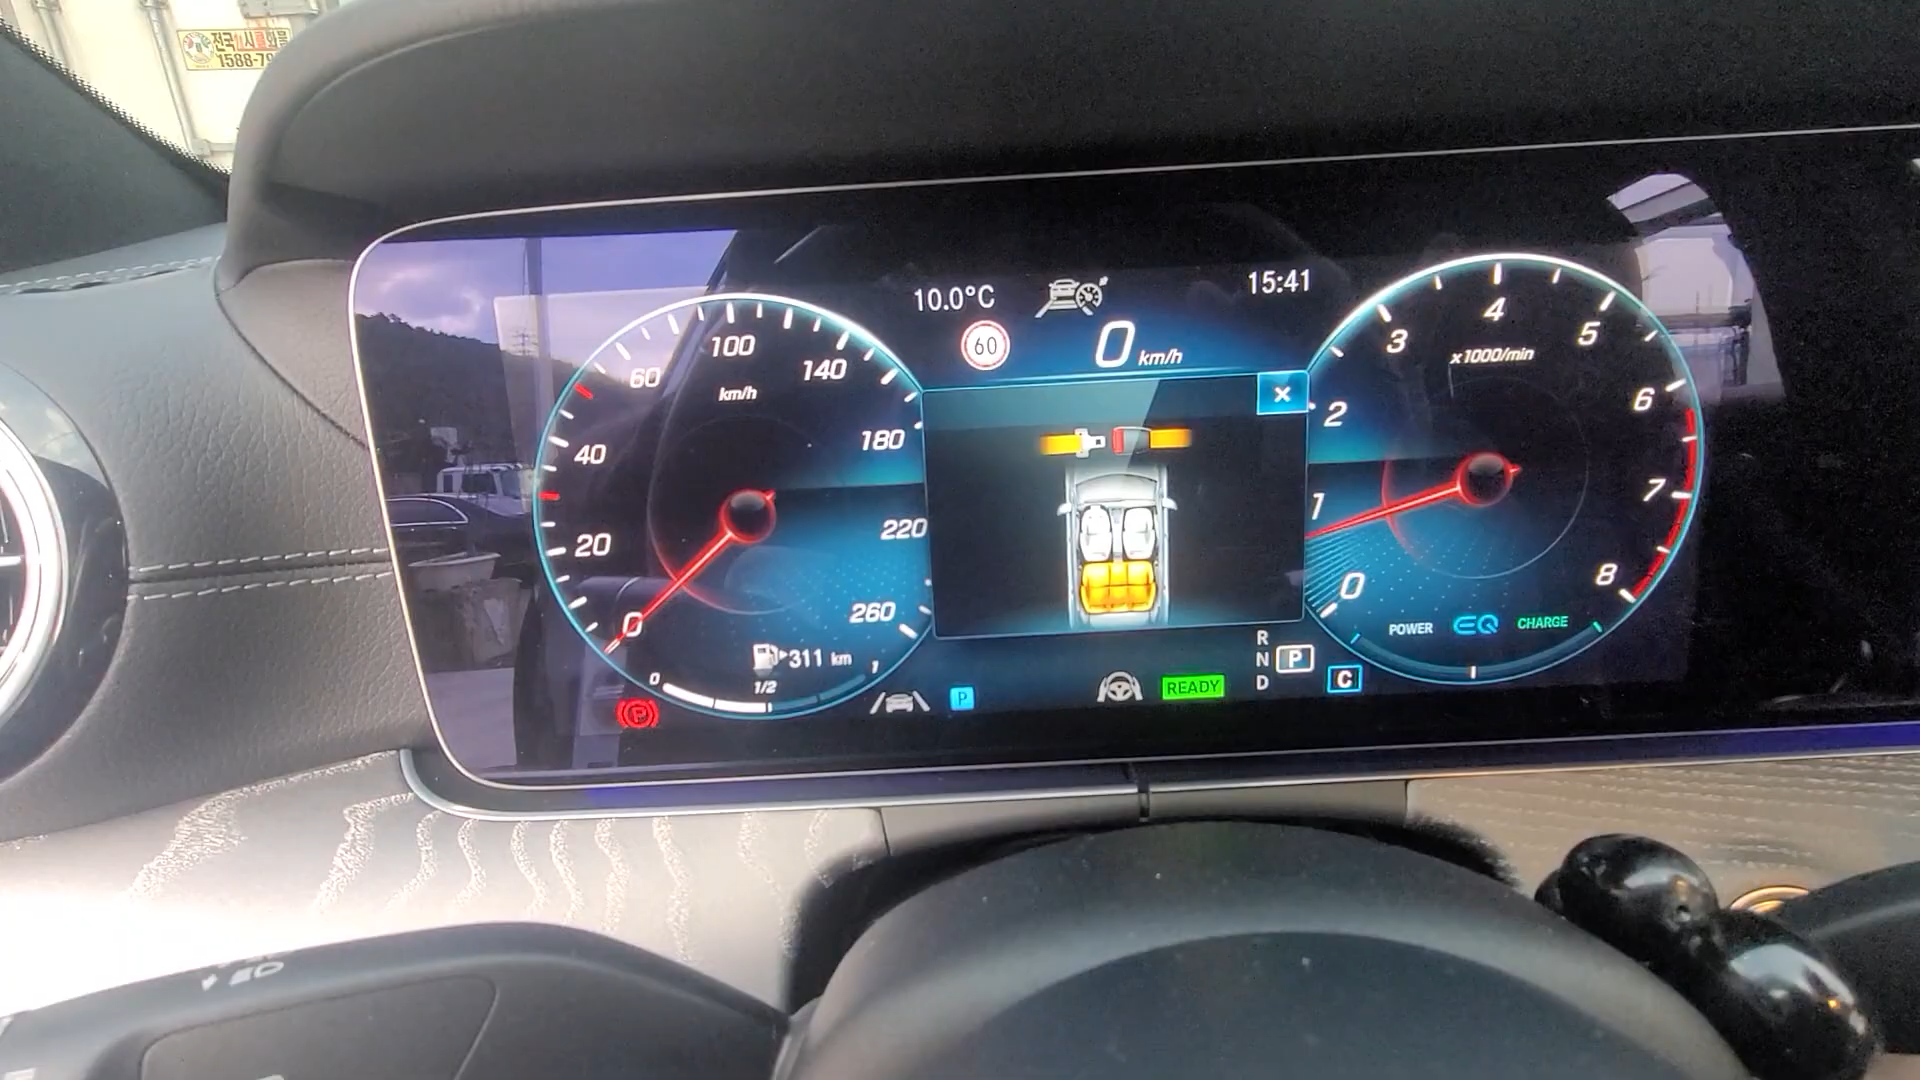 전국
1588-79
10.0°C
15:41
60
0 km/h
×
0
20
40
60
100
140
180
220
260
km/h
311 km
0
1/2
1
P
P
READY
R
N
D
P
C
0
1
2
3
4
5
6
7
8
x1000/min
POWER
EQ
CHARGE